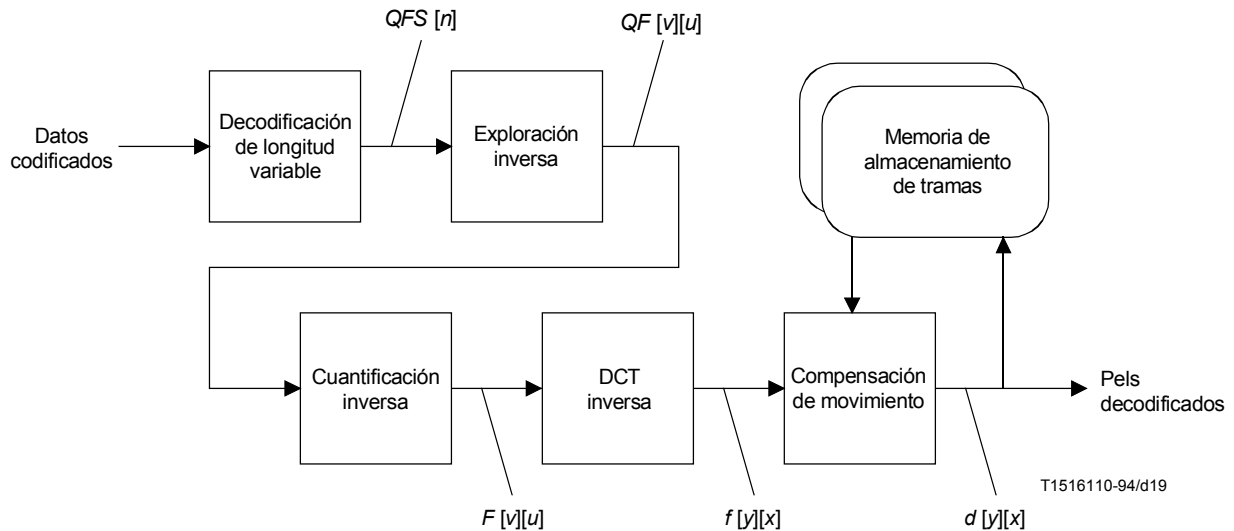 QFS [n]
QF [v][u]
Datos
codificados
Decodificación
de longitud
variable
Exploración
inversa
Memoria de
almacenamiento
de tramas
Cuantificación
inversa
DCT
inversa
Compensación
de movimiento
Pels
decodificados
T1516110-94/d19
F [v][u]
f [y][x]
d [y][x]